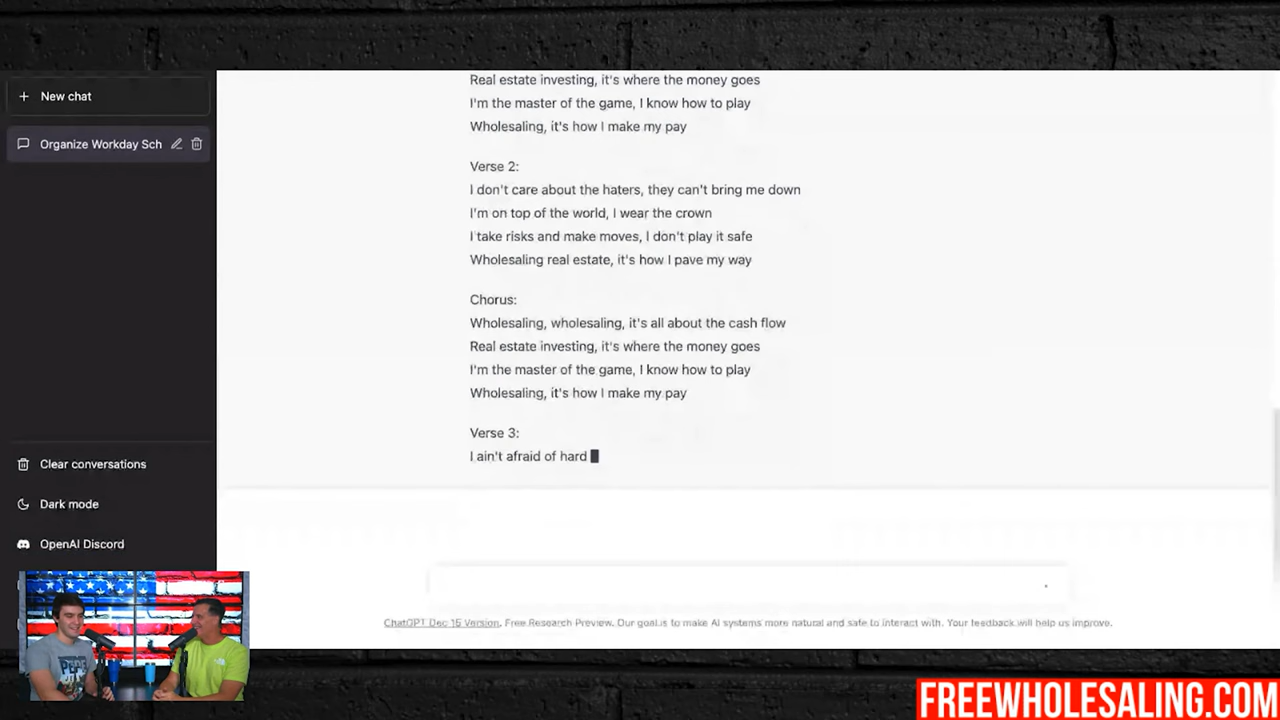 New chat
Organize Workday Sch
Real estate investing, it's where the money goes
I'm the master of the game, I know how to play
Wholesaling, it's how I make my pay
Verse 2:
I don't care about the haters, they can't bring me down
I'm on top of the world, I wear the crown
I take risks and make moves, I don't play it safe
Wholesaling real estate, it's how I pave my way
Chorus:
Wholesaling, wholesaling, it's all about the cash flow
Real estate investing, it's where the money goes
I'm the master of the game, I know how to play
Wholesaling, it's how I make my pay
Verse 3:
I ain't afraid of hard
Clear conversations
Dark mode
OpenAI Discord
ChatGPT Dec 15 Version. Free Research Preview. Our goal is to make AI systems more natural and safe to interact with. Your feedback will help us improve.
FREEWHOLESALING.COM